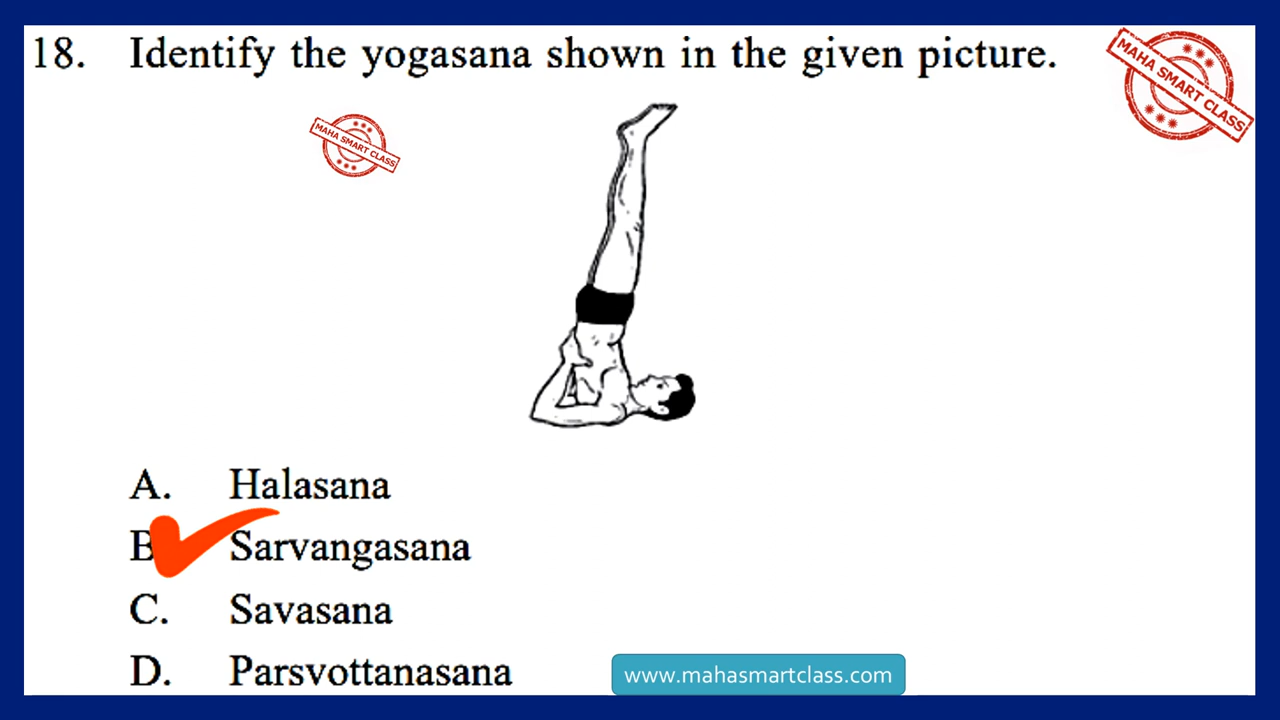 18. Identify the yogasana shown in the given picture.
MAHA SMART CLASS
MAHA SMART CLASS
A. Halasana
B Sarvangasana
C. Savasana
D. Parsvottanasana
www.mahasmartclass.com